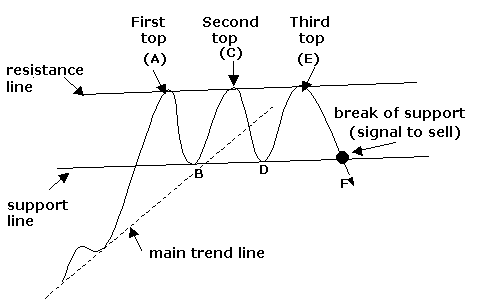 First
top
(A)
Second
top
(C)
Third
top
(E)
resistance
line
break of support
(signal to sell)
B
D
F
support
line
main trend line